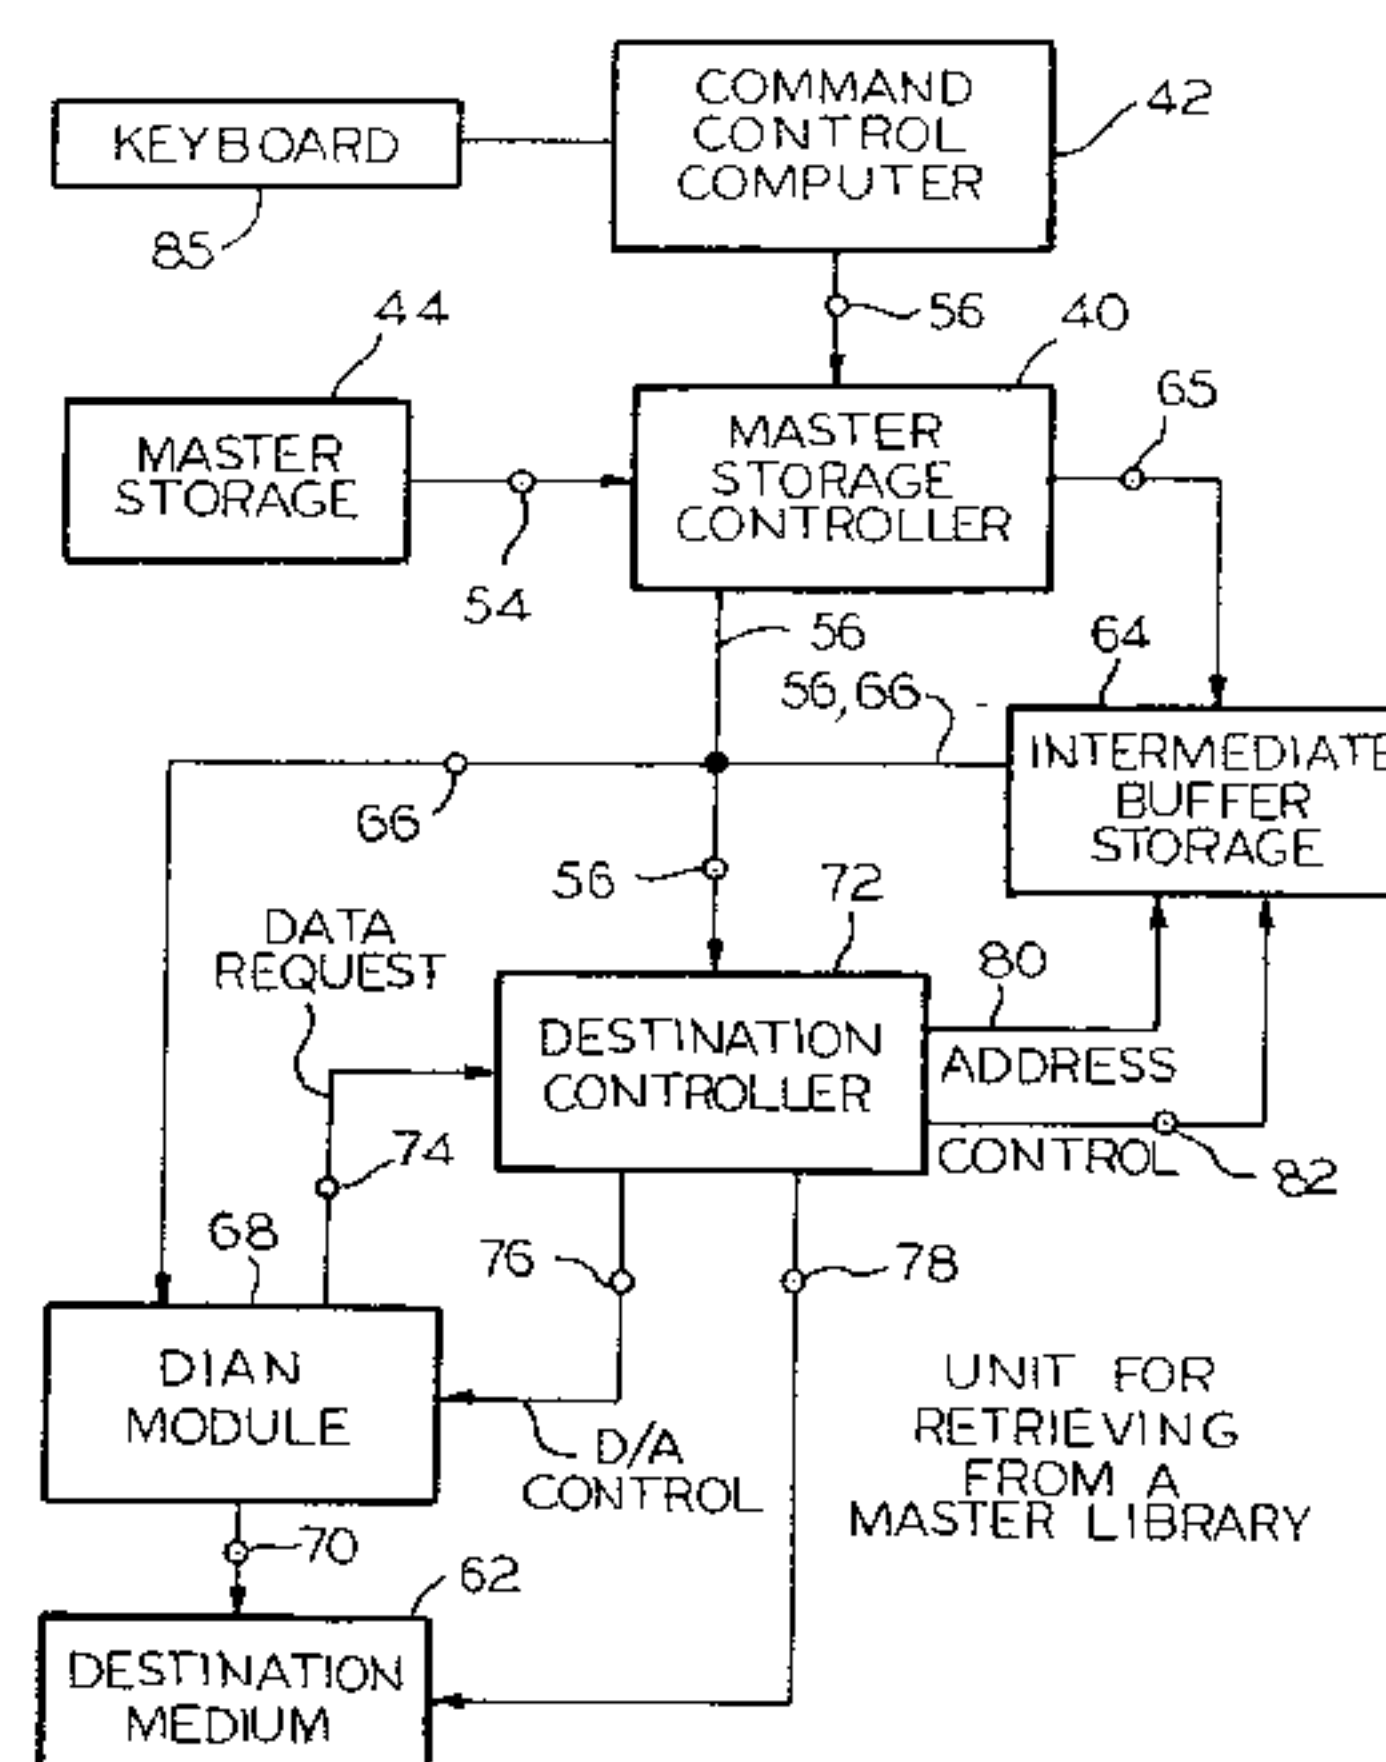 COMMAND
CONTROL
COMPUTER
42
KEYBOARD
85
56
44
40
65
MASTER
STORAGE
MASTER
STORAGE
CONTROLLER
54
56
64
56,66
INTERMEDIATE
BUFFER
STORAGE
66
56
72
DATA
REQUEST
80
DESTINATION
CONTROLLER
ADDRESS
74
CONTROL
82
68
76
78
DIAN
MODULE
D/A
CONTROL
UNIT FOR
RETRIEVING
FROM A
MASTER LIBRARY
70
62
DESTINATION
MEDIUM